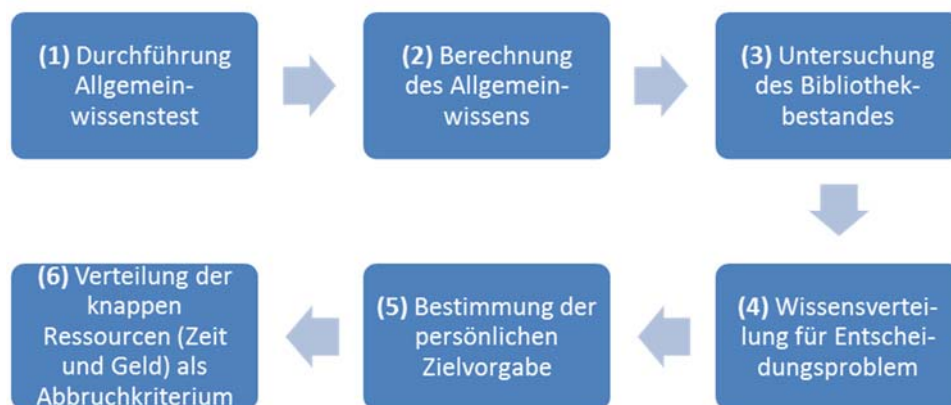 (1) Durchführung
Allgemein-
wissenstest
(2) Berechnung
des Allgemein-
wissens
(3) Untersuchung
des Bibliothek-
bestandes
(4) Wissensvertei-
lung für Entschei-
dungsproblem
(5) Bestimmung der
persönlichen
Zielvorgabe
(6) Verteilung der
knappen
Ressourcen (Zeit
und Geld) als
Abbruchkriterium